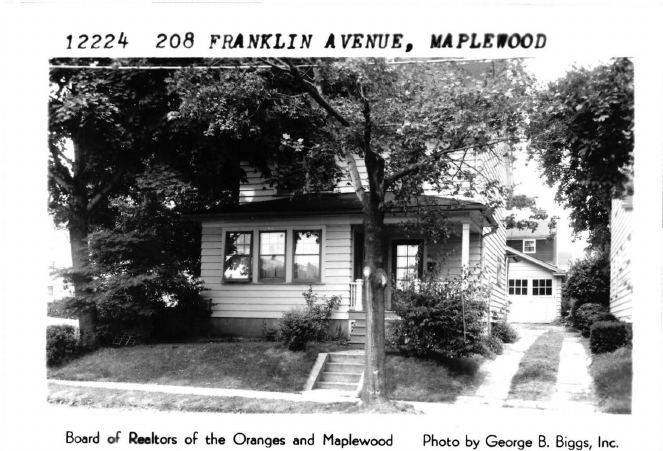 12224 208 FRANKLIN AVENUE, MAPLEWOOD
Board of Realtors of the Oranges and Maplewood Photo by George B. Biggs, Inc.